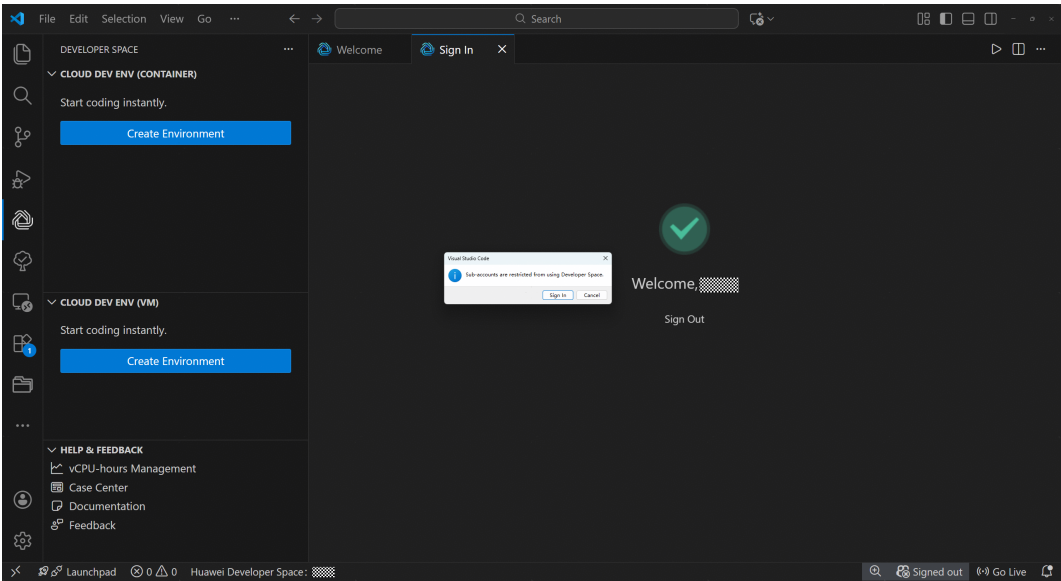 File Edit Selection View Go ··· Search
DEVELOPER SPACE ···
Welcome
Sign In
CLOUD DEV ENV (CONTAINER)
Start coding instantly.
Create Environment
Visual Studio Code
Sub-accounts are restricted from using Developer Space.
Sign In Cancel
Welcome,
Sign Out
CLOUD DEV ENV (VM)
Start coding instantly.
Create Environment
1
HELP & FEEDBACK
vCPU-hours Management
Case Center
Documentation
Feedback
Launchpad 0 0 Huawei Developer Space: Signed out Go Live